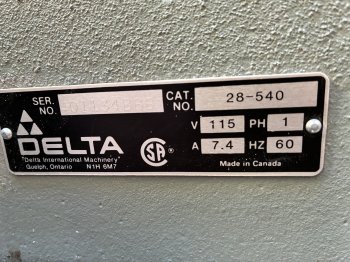 SER. NO.
CAT. NO. 28-540
V 115 PH 1
A 7.4 HZ 60
DELTA
"Delta International Machinery"
Guelph, Ontario N1H 6M7
SA
Made in Canada